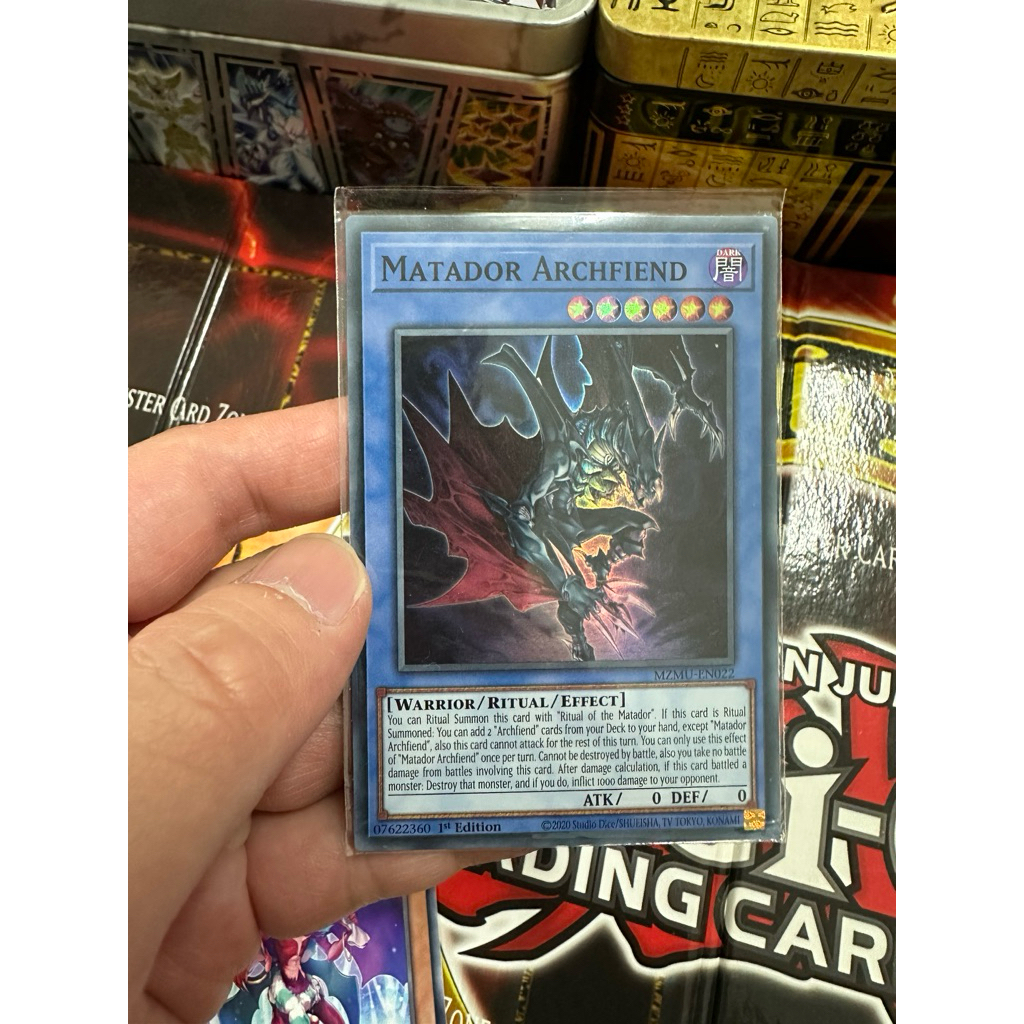 MATADOR ARCHFIEND
DARK
闇
MZMU-EN022
[WARRIOR/RITUAL/EFFECT]
You can Ritual Summon this card with "Ritual of the Matador". If this card is Ritual
Summoned: You can add 2 "Archfiend" cards from your Deck to your hand, except "Matador
Archfiend", also this card cannot attack for the rest of this turn. You can only use this effect
of "Matador Archfiend" once per turn. Cannot be destroyed by battle, also you take no battle
damage from battles involving this card. After damage calculation, if this card battled a
monster: Destroy that monster, and if you do, inflict 1000 damage to your opponent.
ATK/ 0 DEF/ 0
07622360 1st Edition ©2020 Studio Dice/SHUEISHA, TV TOKYO, KONAMI
STER CARD ZO
CAR
N JU
DING CAR